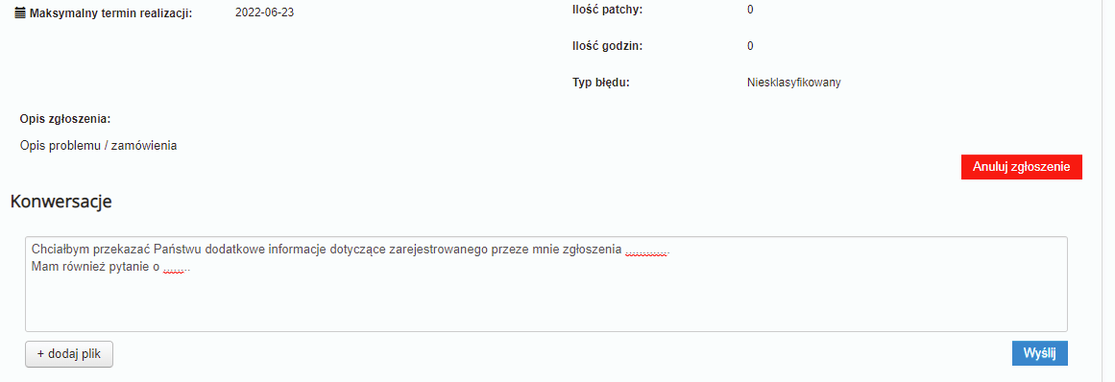 Maksymalny termin realizacji: 2022-06-23
Ilość patchy: 0
Ilość godzin: 0
Typ błędu: Niesklasyfikowany
Opis zgłoszenia:
Opis problemu / zamówienia
Anuluj zgłoszenie
Konwersacje
Chciałbym przekazać Państwu dodatkowe informacje dotyczące zarejestrowanego przeze mnie zgłoszenia ............
Mam również pytanie o ........
+ dodaj plik
Wyślij